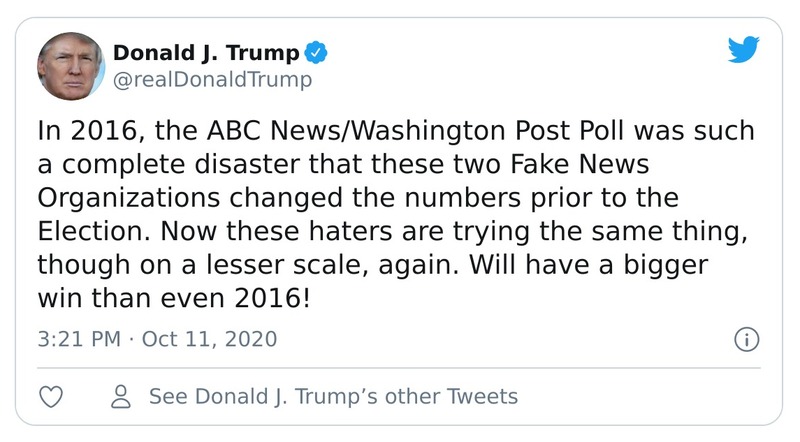 Donald J. Trump
@realDonaldTrump
In 2016, the ABC News/Washington Post Poll was such
a complete disaster that these two Fake News
Organizations changed the numbers prior to the
Election. Now these haters are trying the same thing,
though on a lesser scale, again. Will have a bigger
win than even 2016!
3:21 PM · Oct 11, 2020
See Donald J. Trump’s other Tweets